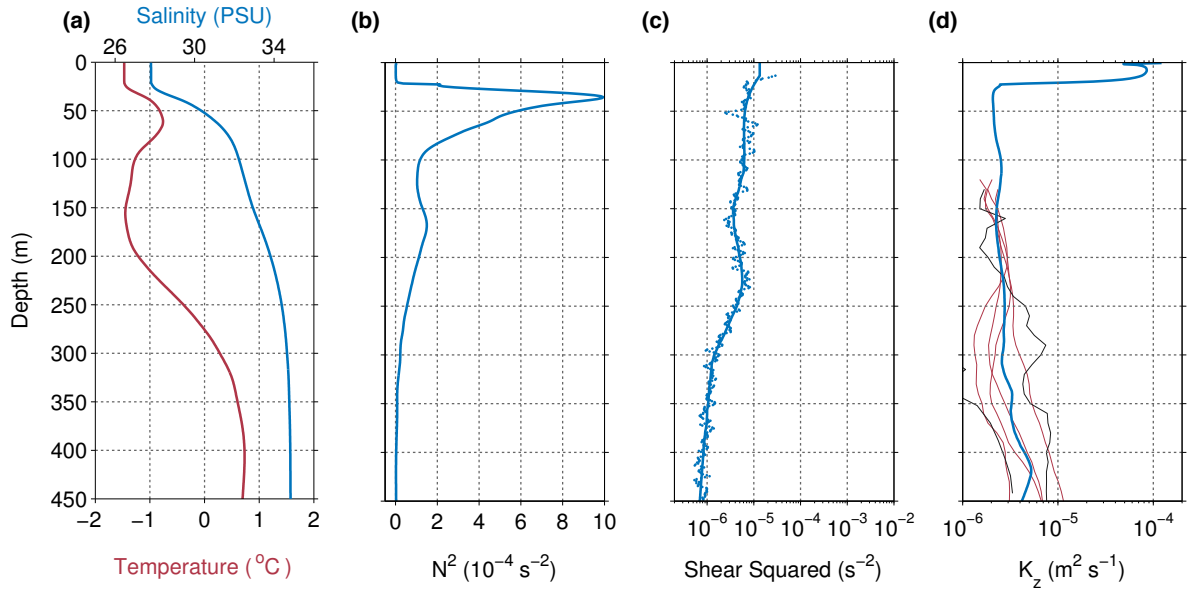 (a) Salinity (PSU) (b) (c) (d)
26 30 34
0
50
100
150
200
250
300
350
400
450
Depth (m)
−2 −1 0 1 2
0 2 4 6 8 10
10⁻⁶ 10⁻⁵ 10⁻⁴ 10⁻³ 10⁻²
10⁻⁶ 10⁻⁵ 10⁻⁴
Temperature (°C)
N² (10⁻⁴ s⁻²)
Shear Squared (s⁻²)
K_z (m² s⁻¹)